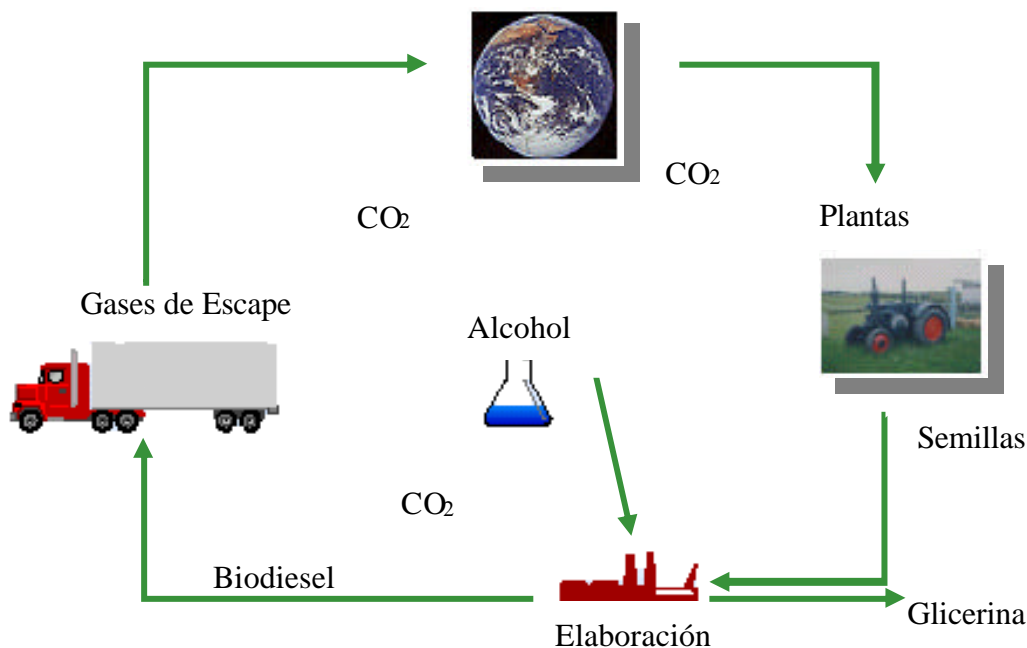 CO₂
CO₂
Plantas
Gases de Escape
Alcohol
Semillas
CO₂
Biodiesel
Glicerina
Elaboración